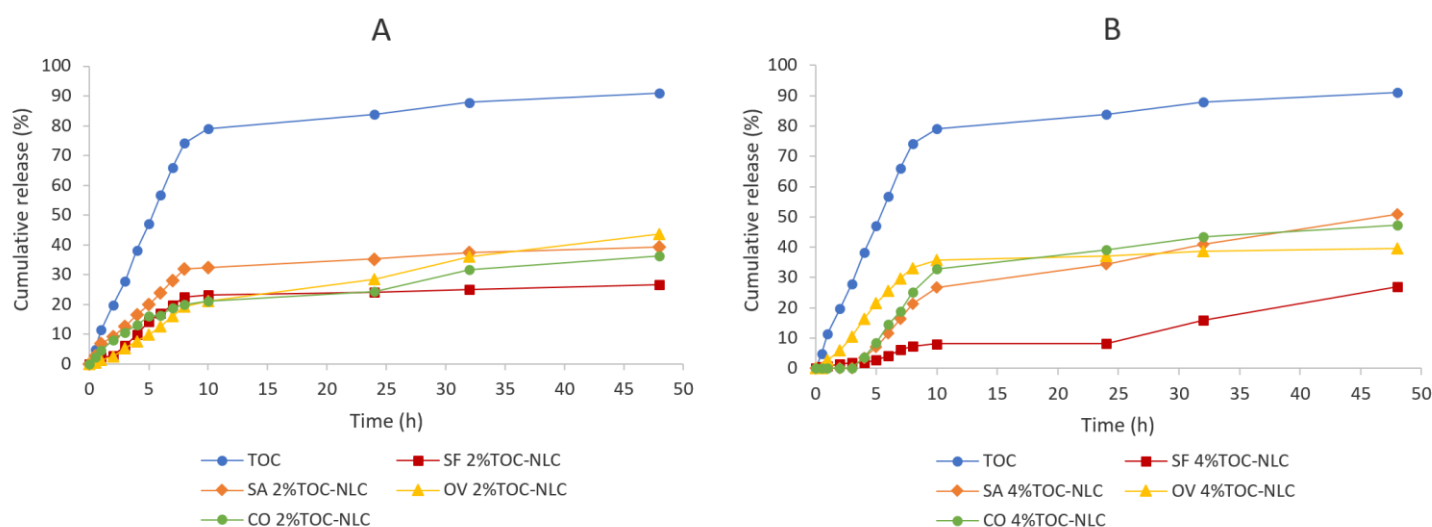 A
Cumulative release (%)
100
90
80
70
60
50
40
30
20
10
0
0 5 10 15 20 25 30 35 40 45 50
Time (h)
TOC SF 2%TOC-NLC
SA 2%TOC-NLC OV 2%TOC-NLC
CO 2%TOC-NLC
B
Cumulative release (%)
100
90
80
70
60
50
40
30
20
10
0
0 5 10 15 20 25 30 35 40 45 50
Time (h)
TOC SF 4%TOC-NLC
SA 4%TOC-NLC OV 4%TOC-NLC
CO 4%TOC-NLC